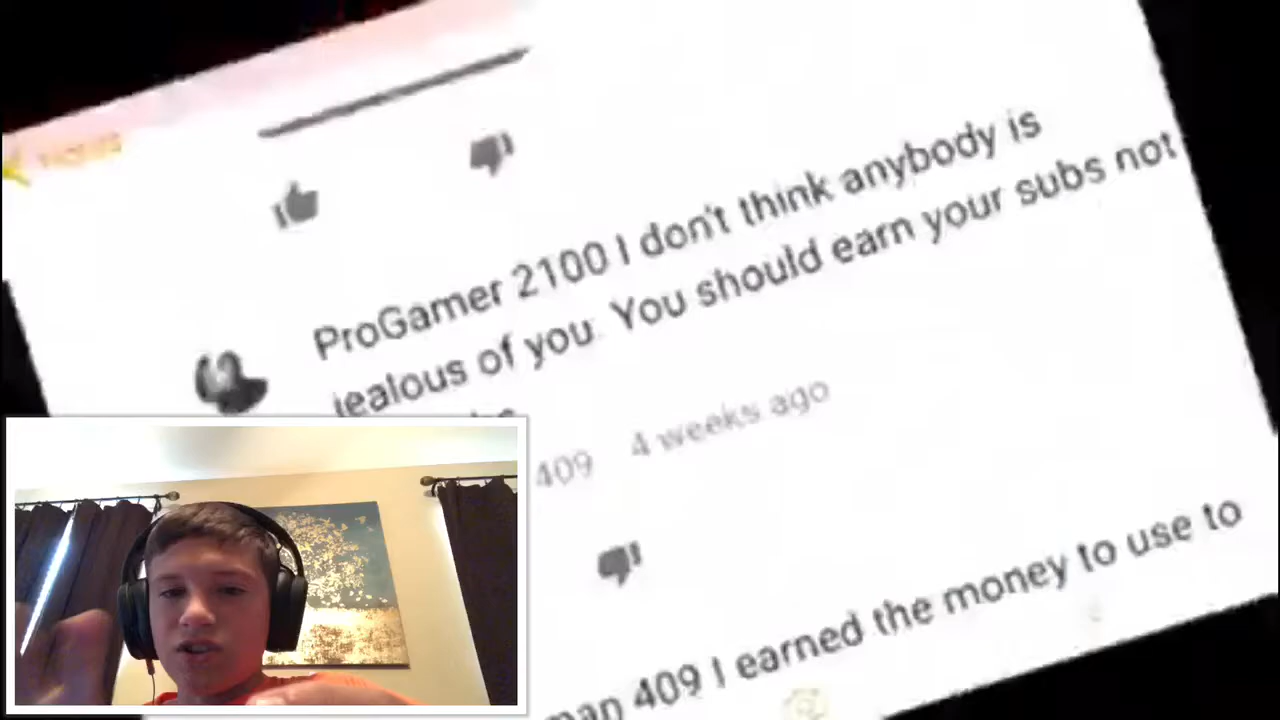 ProGamer 2100 I don't think anybody is
jealous of you. You should earn your subs not
409 4 weeks ago
409 I earned the money to use to